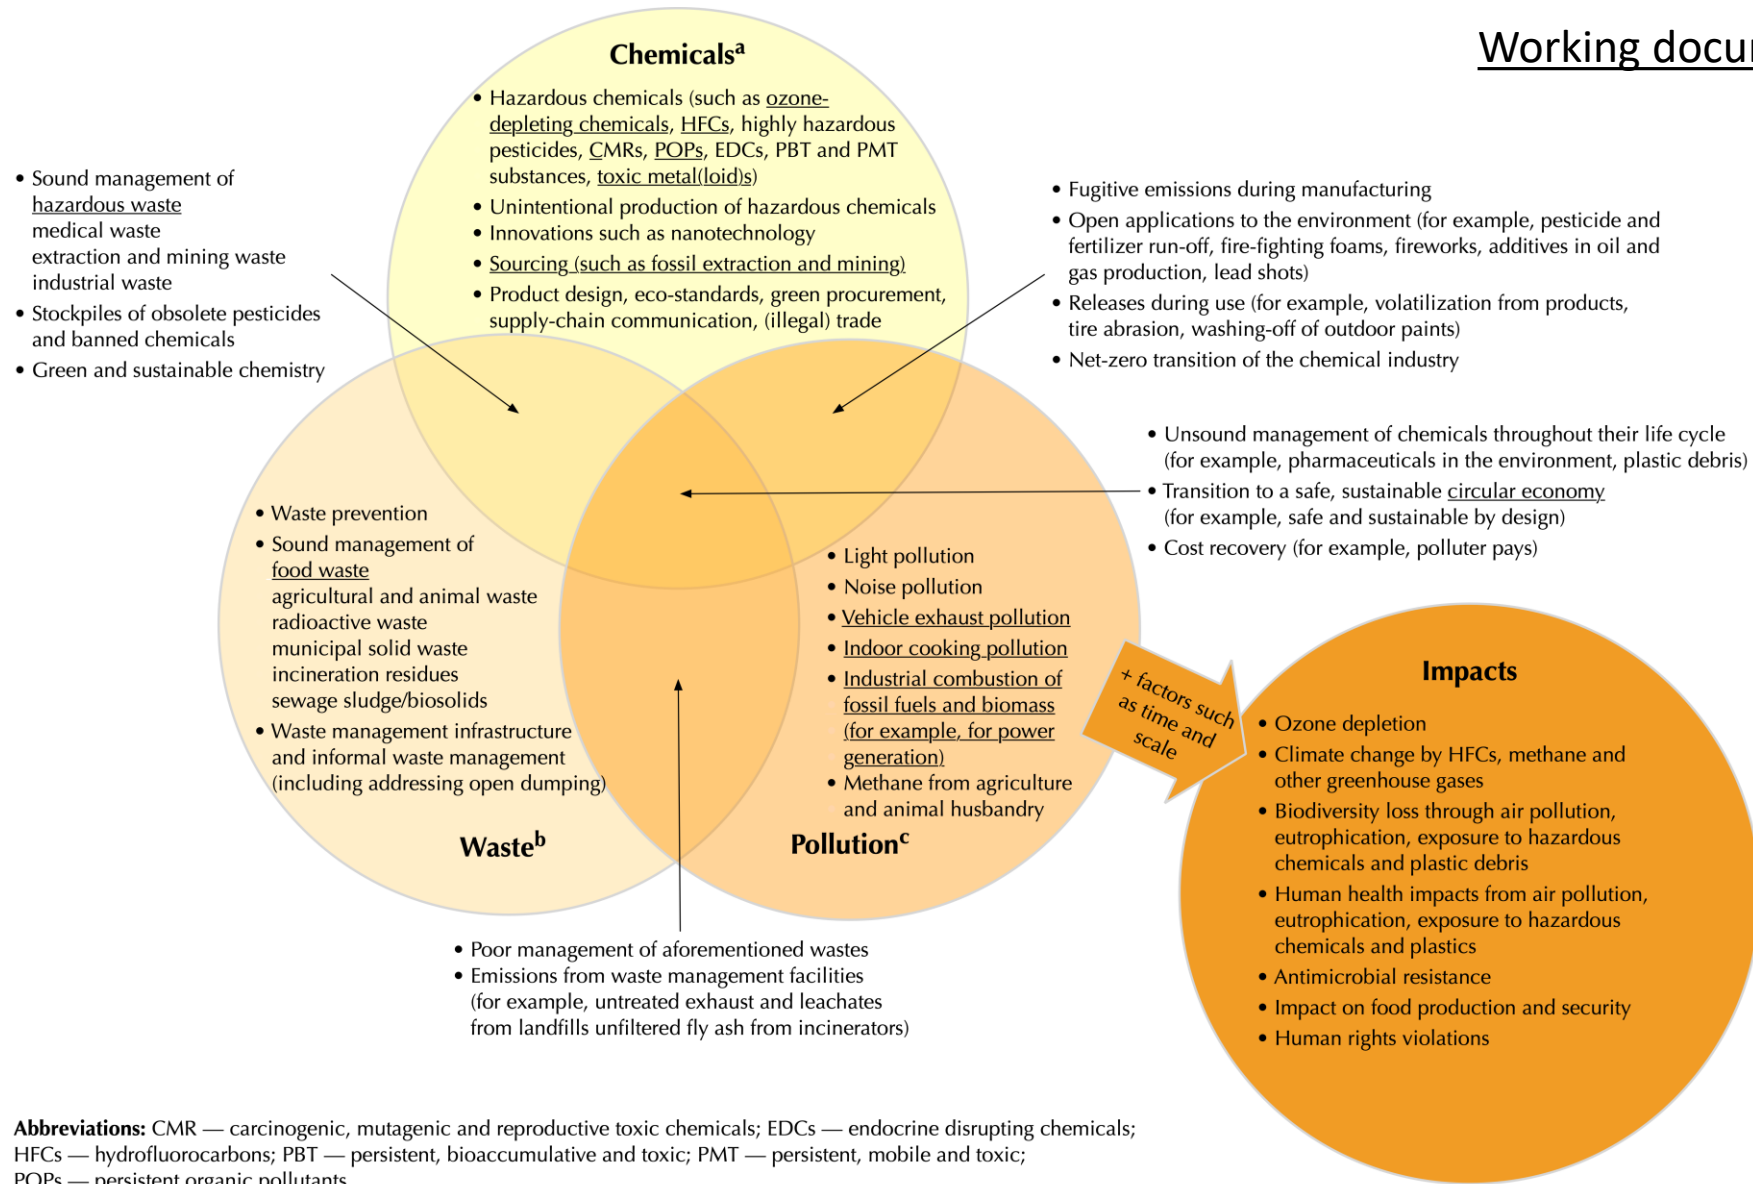 Working docu
Chemicalsᵃ
• Hazardous chemicals (such as ozone-
depleting chemicals, HFCs, highly hazardous
pesticides, CMRs, POPs, EDCs, PBT and PMT
substances, toxic metal(loid)s)
• Unintentional production of hazardous chemicals
• Innovations such as nanotechnology
• Sourcing (such as fossil extraction and mining)
• Product design, eco-standards, green procurement,
supply-chain communication, (illegal) trade
• Sound management of
hazardous waste
medical waste
extraction and mining waste
industrial waste
• Stockpiles of obsolete pesticides
and banned chemicals
• Green and sustainable chemistry
• Fugitive emissions during manufacturing
• Open applications to the environment (for example, pesticide and
fertilizer run-off, fire-fighting foams, fireworks, additives in oil and
gas production, lead shots)
• Releases during use (for example, volatilization from products,
tire abrasion, washing-off of outdoor paints)
• Net-zero transition of the chemical industry
• Unsound management of chemicals throughout their life cycle
(for example, pharmaceuticals in the environment, plastic debris)
• Transition to a safe, sustainable circular economy
(for example, safe and sustainable by design)
• Cost recovery (for example, polluter pays)
• Waste prevention
• Sound management of
food waste
agricultural and animal waste
radioactive waste
municipal solid waste
incineration residues
sewage sludge/biosolids
• Waste management infrastructure
and informal waste management
(including addressing open dumping)
Wasteᵇ
• Light pollution
• Noise pollution
• Vehicle exhaust pollution
• Indoor cooking pollution
• Industrial combustion of
fossil fuels and biomass
(for example, for power
generation)
• Methane from agriculture
and animal husbandry
Pollutionᶜ
+ factors such
as time and
scale
Impacts
• Ozone depletion
• Climate change by HFCs, methane and
other greenhouse gases
• Biodiversity loss through air pollution,
eutrophication, exposure to hazardous
chemicals and plastic debris
• Human health impacts from air pollution,
eutrophication, exposure to hazardous
chemicals and plastics
• Antimicrobial resistance
• Impact on food production and security
• Human rights violations
• Poor management of aforementioned wastes
• Emissions from waste management facilities
(for example, untreated exhaust and leachates
from landfills unfiltered fly ash from incinerators)
Abbreviations: CMR — carcinogenic, mutagenic and reproductive toxic chemicals; EDCs — endocrine disrupting chemicals;
HFCs — hydrofluorocarbons; PBT — persistent, bioaccumulative and toxic; PMT — persistent, mobile and toxic;
POPs — persistent organic pollutants